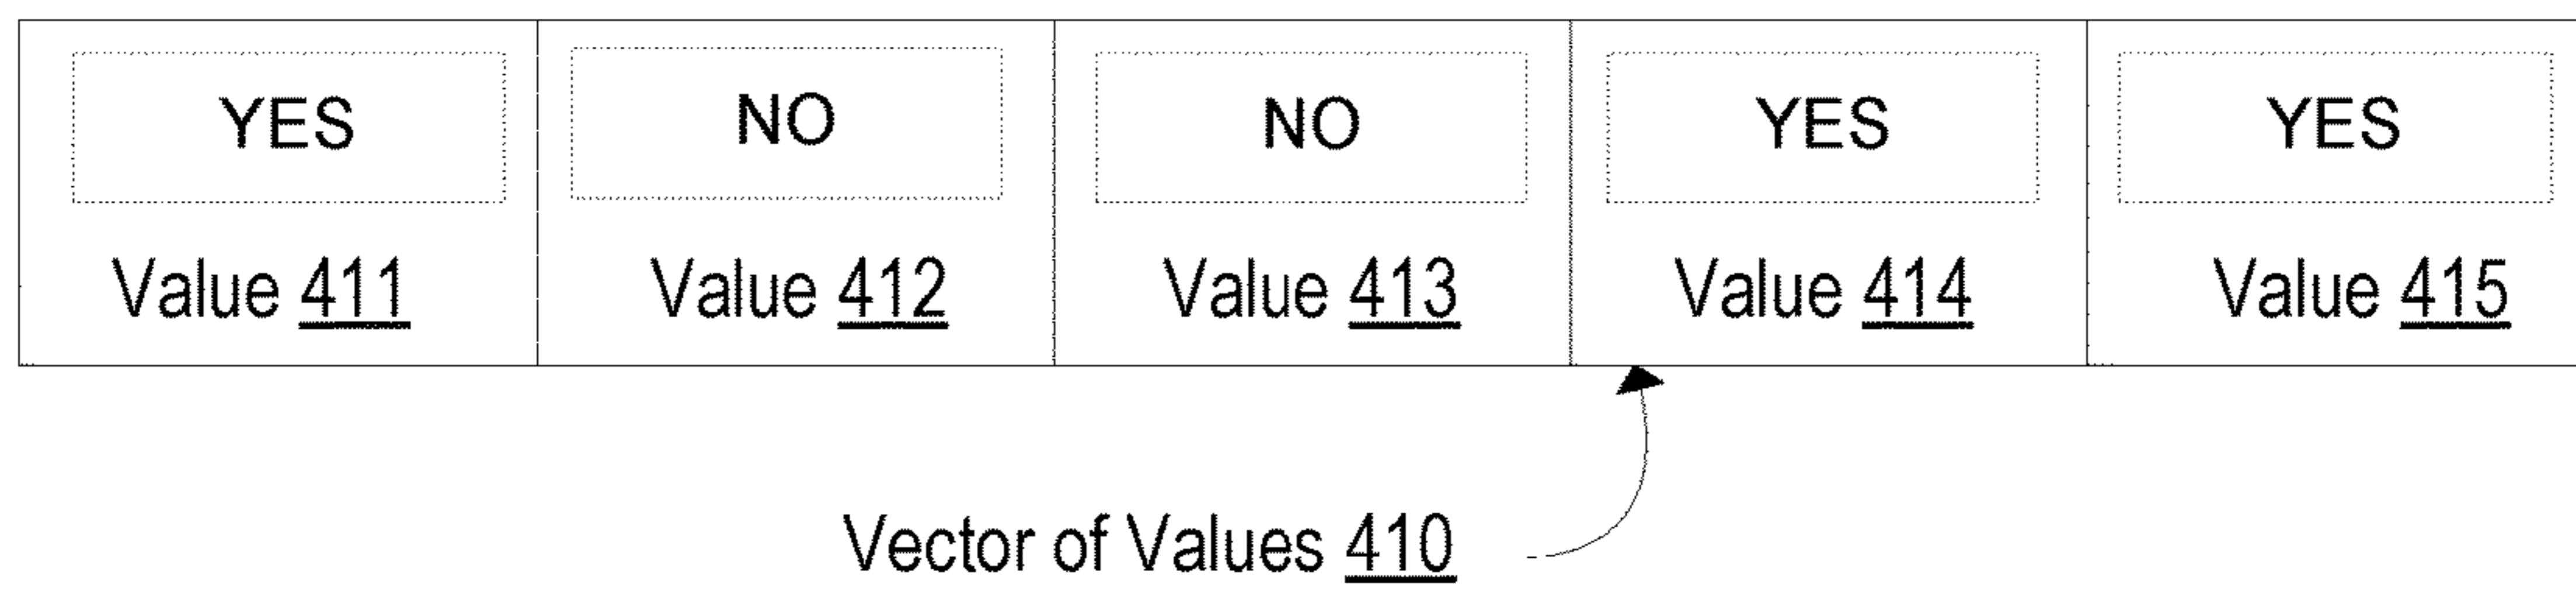 YES NO NO YES YES
Value 411 Value 412 Value 413 Value 414 Value 415
Vector of Values 410